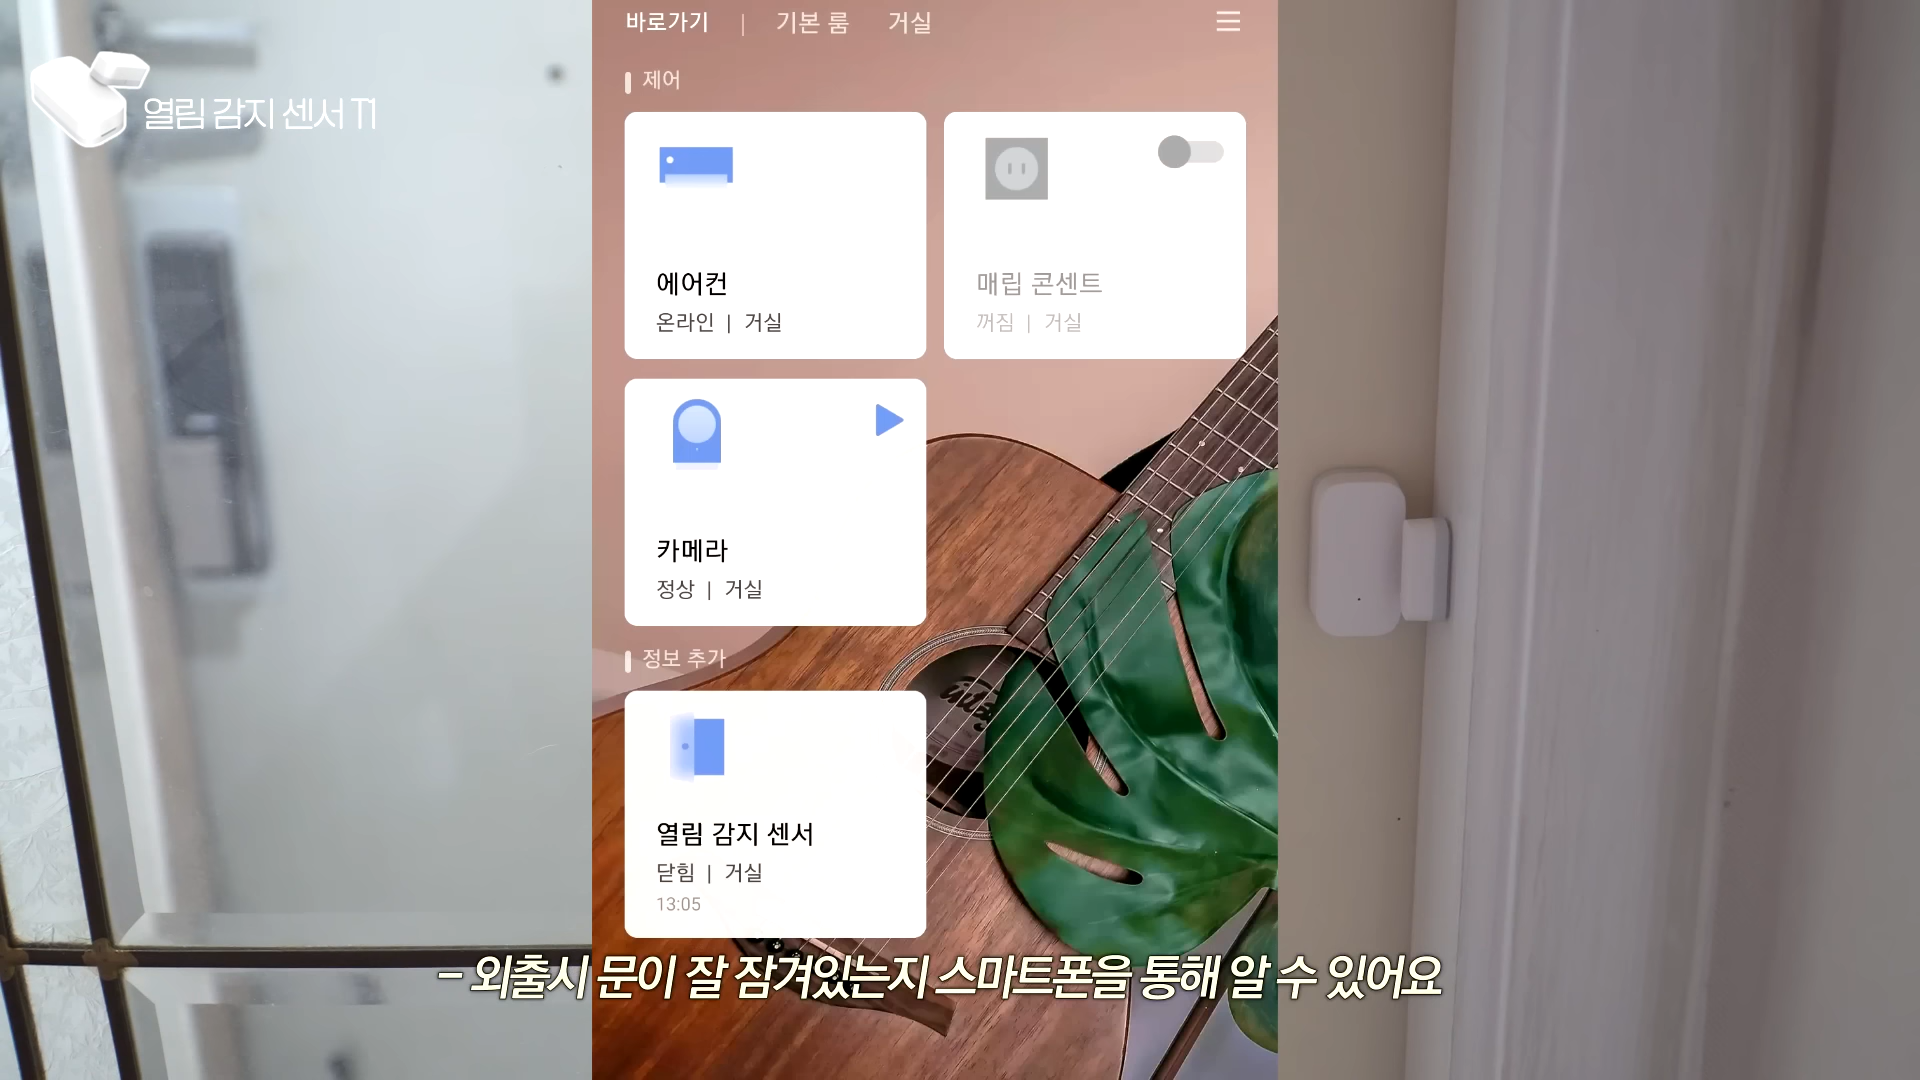 열림 감지 센서 T1
바로가기 | 기본 룸 거실
제어
에어컨
온라인 | 거실
매립 콘센트
꺼짐 | 거실
카메라
정상 | 거실
정보 추가
열림 감지 센서
닫힘 | 거실
13:05
- 외출시 문이 잘 잠겨있는지 스마트폰을 통해 알 수 있어요